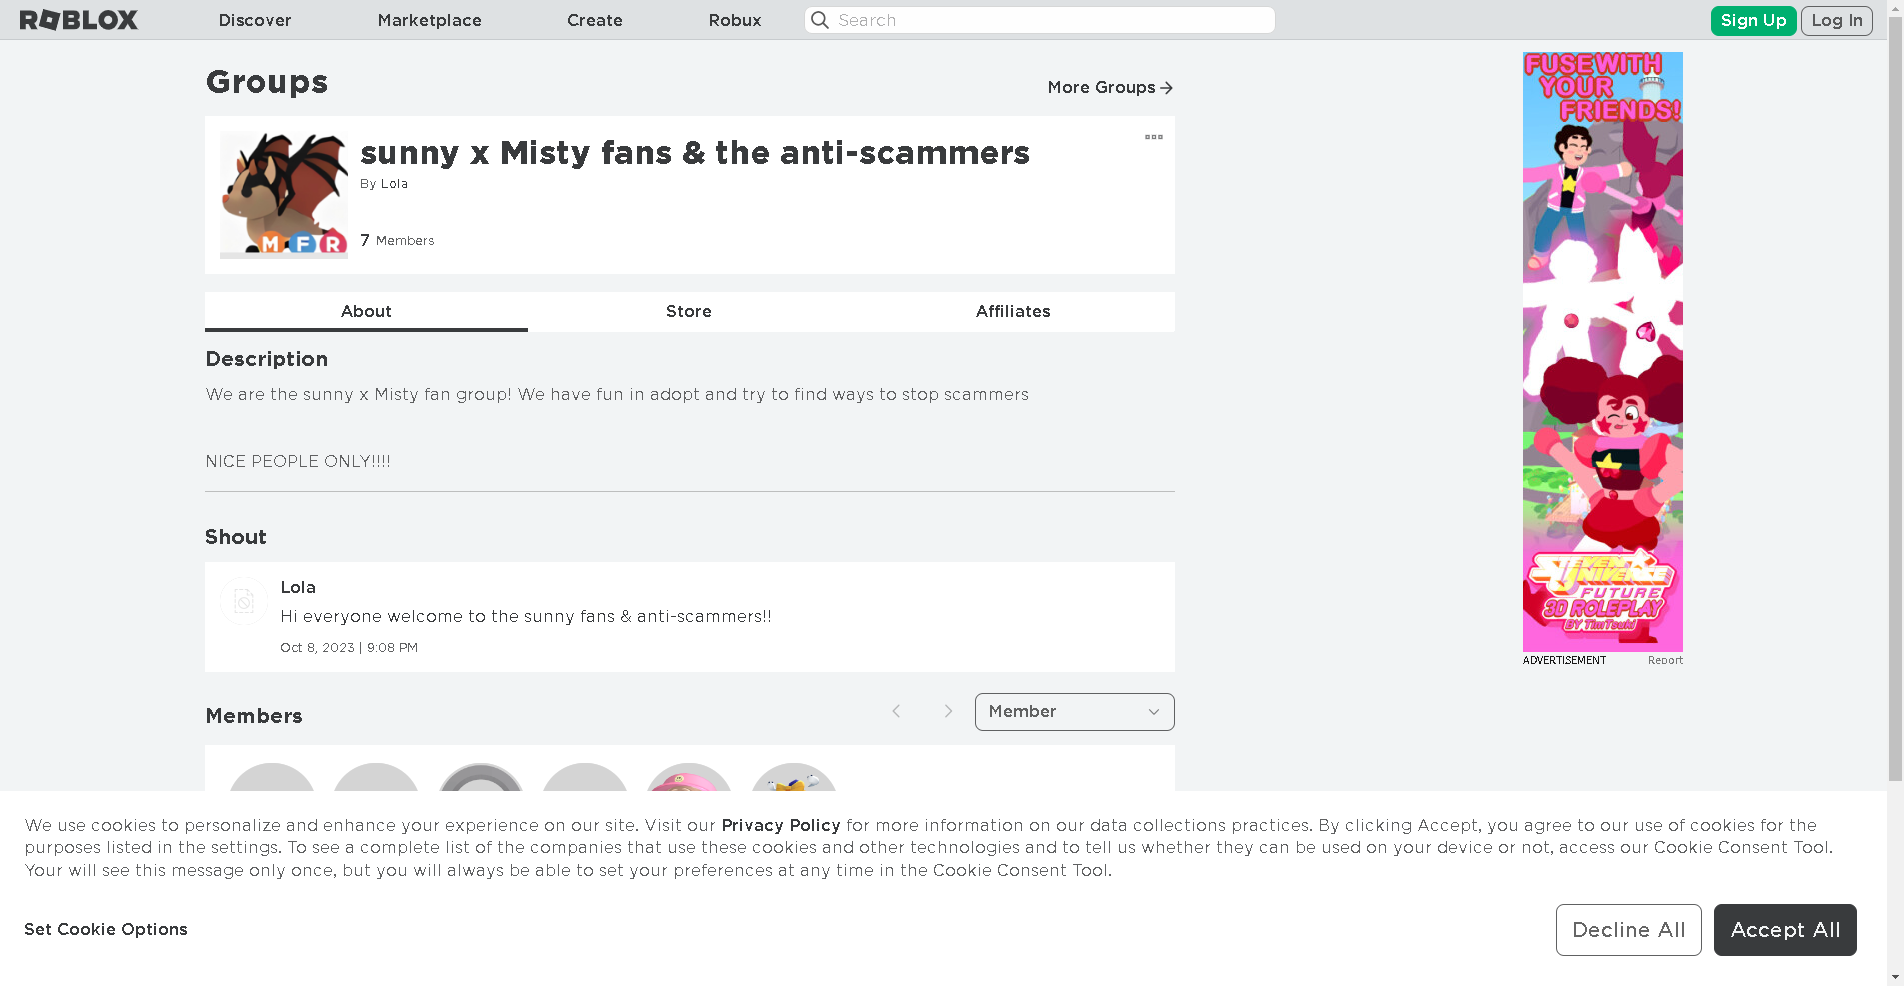 ROBLOX Discover Marketplace Create Robux Search Sign Up Log In
Groups
More Groups
sunny x Misty fans & the anti-scammers
By Lola
7 Members
M F R
About Store Affiliates
Description
We are the sunny x Misty fan group! We have fun in adopt and try to find ways to stop scammers
NICE PEOPLE ONLY!!!!
Shout
Lola
Hi everyone welcome to the sunny fans & anti-scammers!!
Oct 8, 2023 | 9:08 PM
Members
Member
FUSE WITH
YOUR
FRIENDS!
STEVEN
UNIVERSE
FUTURE
3D ROLEPLAY
BY TimTsuki
ADVERTISEMENT Report
We use cookies to personalize and enhance your experience on our site. Visit our Privacy Policy for more information on our data collections practices. By clicking Accept, you agree to our use of cookies for the
purposes listed in the settings. To see a complete list of the companies that use these cookies and other technologies and to tell us whether they can be used on your device or not, access our Cookie Consent Tool.
Your will see this message only once, but you will always be able to set your preferences at any time in the Cookie Consent Tool.
Set Cookie Options
Decline All
Accept All